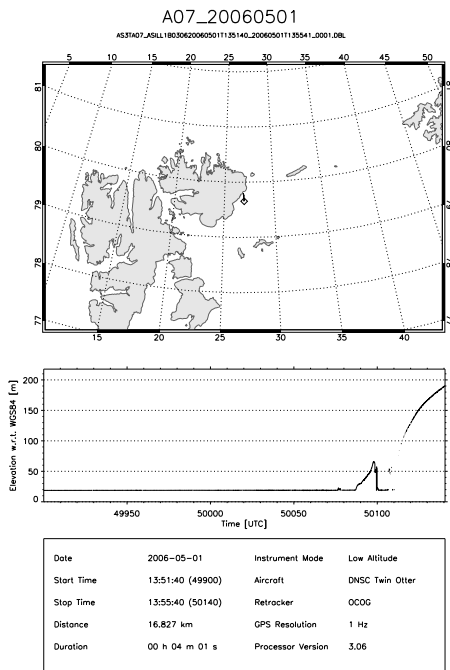 A07_20060501
AS3TA07_ASILL1B030620060501T135140_20060501T135541_0001.DBL
5 10 15 20 25 30 35 40 45 50
81
80
79
78
77
15 20 25 30 35 40
Elevation w.r.t. WGS84 [m]
200
150
100
50
0
49950 50000 50050 50100
Time [UTC]
Date 2006-05-01 Instrument Mode Low Altitude
Start Time 13:51:40 (49900) Aircraft DNSC Twin Otter
Stop Time 13:55:40 (50140) Retracker OCOG
Distance 16.827 km GPS Resolution 1 Hz
Duration 00 h 04 m 01 s Processor Version 3.06